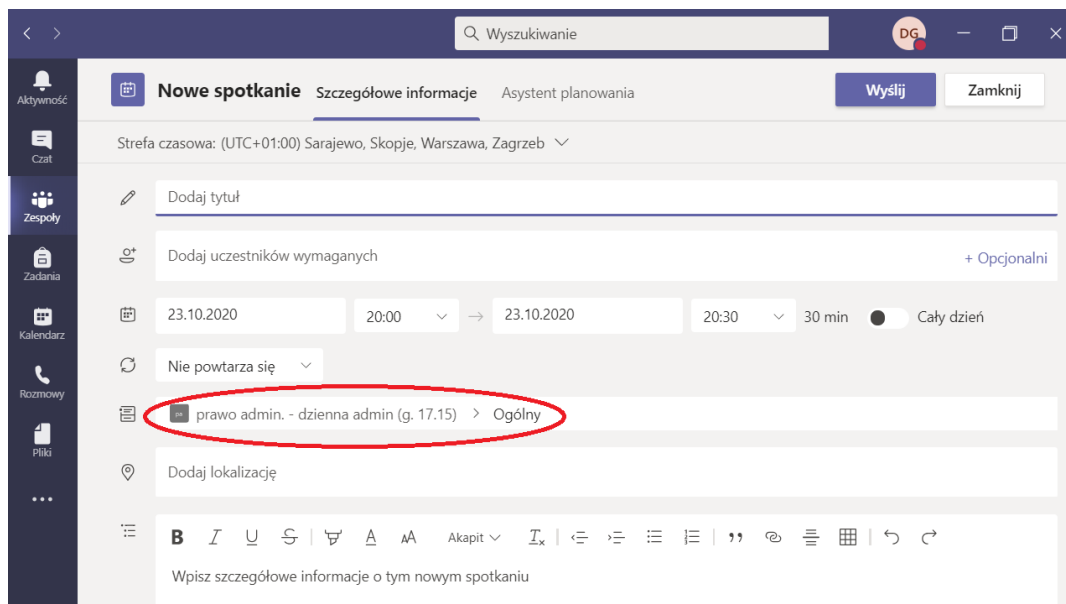 Wyszukiwanie
DG
Aktywność
Czat
Zespoły
Zadania
Kalendarz
Rozmowy
Pliki
Nowe spotkanie Szczegółowe informacje Asystent planowania Wyślij Zamknij
Strefa czasowa: (UTC+01:00) Sarajewo, Skopje, Warszawa, Zagrzeb
Dodaj tytuł
Dodaj uczestników wymaganych + Opcjonalni
23.10.2020 20:00 → 23.10.2020 20:30 30 min Cały dzień
Nie powtarza się
pa prawo admin. - dzienna admin (g. 17.15) > Ogólny
Dodaj lokalizację
B I U S A AA Akapit Tx
Wpisz szczegółowe informacje o tym nowym spotkaniu